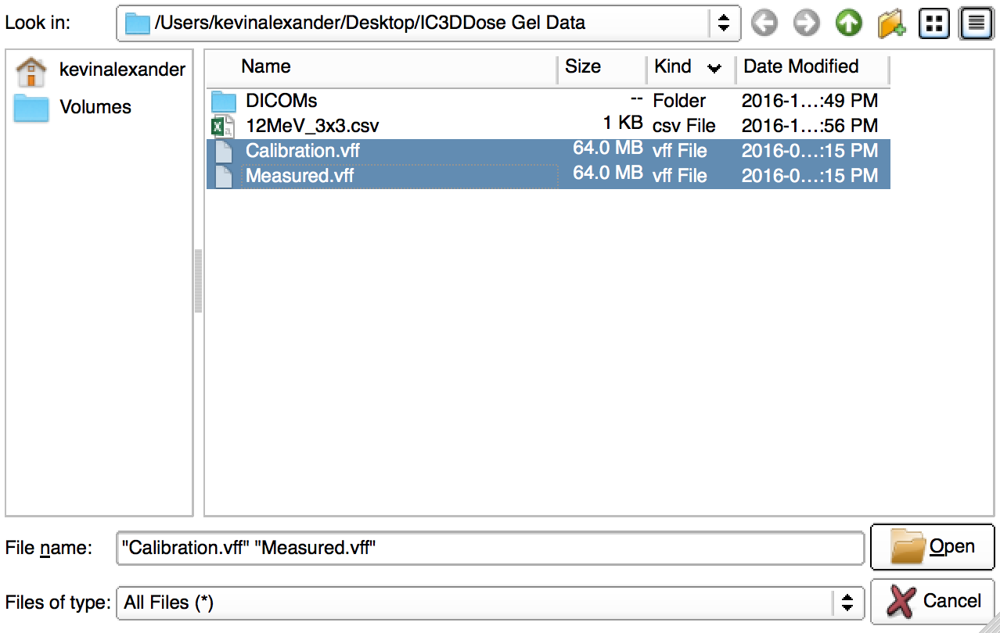 Look in: /Users/kevinalexander/Desktop/IC3DDose Gel Data
kevinalexander
Volumes
Name Size Kind Date Modified
DICOMs -- Folder 2016-1...:49 PM
12MeV_3x3.csv 1 KB csv File 2016-1...:56 PM
Calibration.vff 64.0 MB vff File 2016-0...:15 PM
Measured.vff 64.0 MB vff File 2016-0...:15 PM
File name: "Calibration.vff" "Measured.vff" Open
Files of type: All Files (*) Cancel